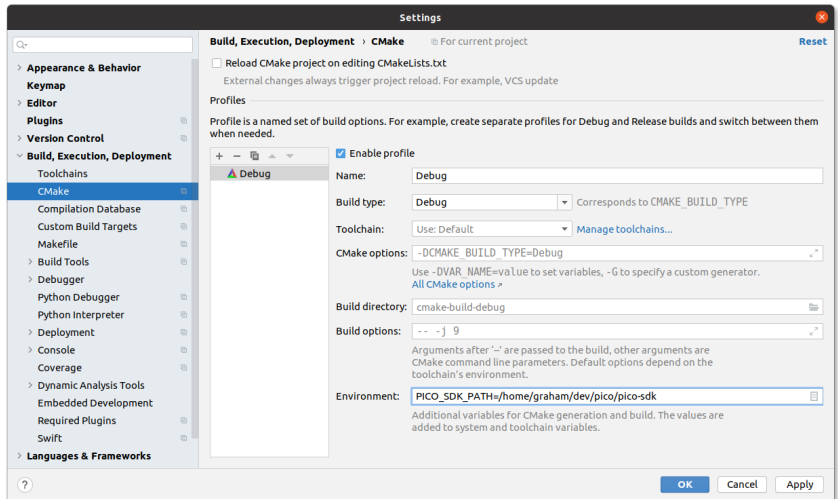 Settings
Build, Execution, Deployment › CMake For current project Reset
Appearance & Behavior
Keymap
Editor
Plugins
Version Control
Build, Execution, Deployment
Toolchains
CMake
Compilation Database
Custom Build Targets
Makefile
Build Tools
Debugger
Python Debugger
Python Interpreter
Deployment
Console
Coverage
Dynamic Analysis Tools
Embedded Development
Required Plugins
Swift
Languages & Frameworks
Reload CMake project on editing CMakeLists.txt
External changes always trigger project reload. For example, VCS update
Profiles
Profile is a named set of build options. For example, create separate profiles for Debug and Release builds and switch between them
when needed.
Debug
Enable profile
Name: Debug
Build type: Debug Corresponds to CMAKE_BUILD_TYPE
Toolchain: Use: Default Manage toolchains...
CMake options: -DCMAKE_BUILD_TYPE=Debug
Use -DVAR_NAME=value to set variables, -G to specify a custom generator.
All CMake options ↗
Build directory: cmake-build-debug
Build options: -- -j 9
Arguments after '--' are passed to the build, other arguments are
CMake command line parameters. Default options depend on the
toolchain's environment.
Environment: PICO_SDK_PATH=/home/graham/dev/pico/pico-sdk
Additional variables for CMake generation and build. The values are
added to system and toolchain variables.
? OK Cancel Apply